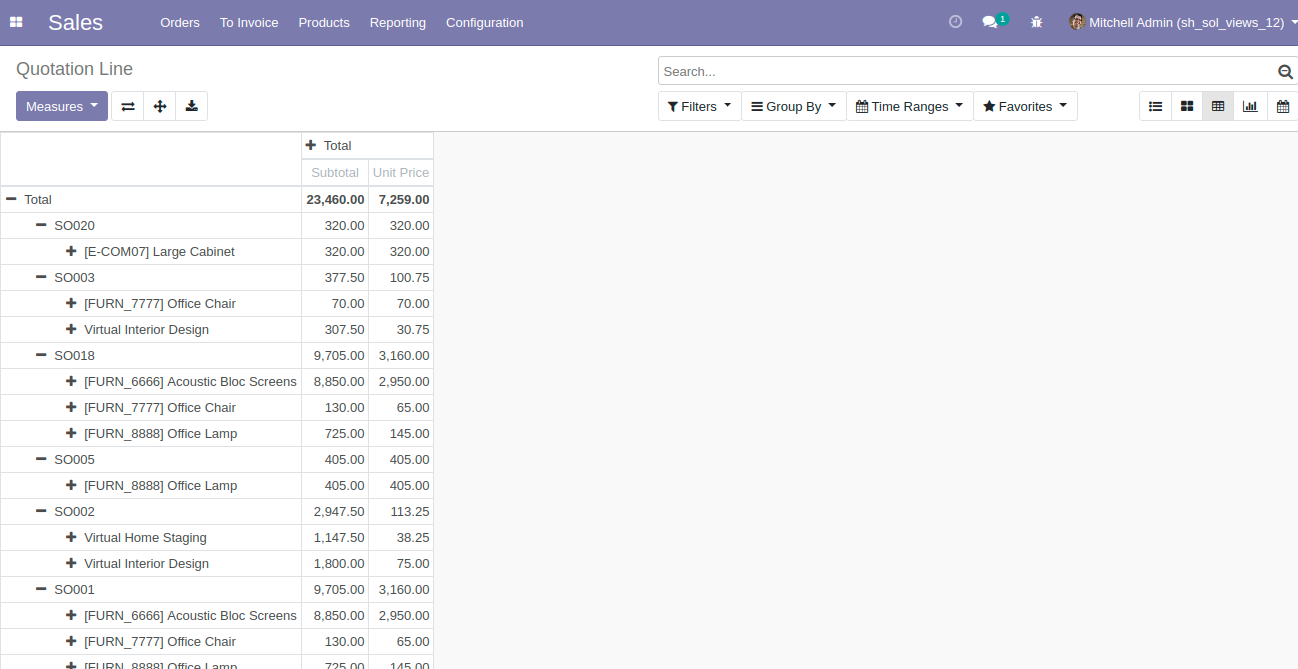 Sales Orders To Invoice Products Reporting Configuration 1 Mitchell Admin (sh_sol_views_12)
Quotation Line
Search...
Measures Filters Group By Time Ranges Favorites
Total
Subtotal Unit Price
Total 23,460.00 7,259.00
SO020 320.00 320.00
[E-COM07] Large Cabinet 320.00 320.00
SO003 377.50 100.75
[FURN_7777] Office Chair 70.00 70.00
Virtual Interior Design 307.50 30.75
SO018 9,705.00 3,160.00
[FURN_6666] Acoustic Bloc Screens 8,850.00 2,950.00
[FURN_7777] Office Chair 130.00 65.00
[FURN_8888] Office Lamp 725.00 145.00
SO005 405.00 405.00
[FURN_8888] Office Lamp 405.00 405.00
SO002 2,947.50 113.25
Virtual Home Staging 1,147.50 38.25
Virtual Interior Design 1,800.00 75.00
SO001 9,705.00 3,160.00
[FURN_6666] Acoustic Bloc Screens 8,850.00 2,950.00
[FURN_7777] Office Chair 130.00 65.00
[FURN_8888] Office Lamp 725.00 145.00